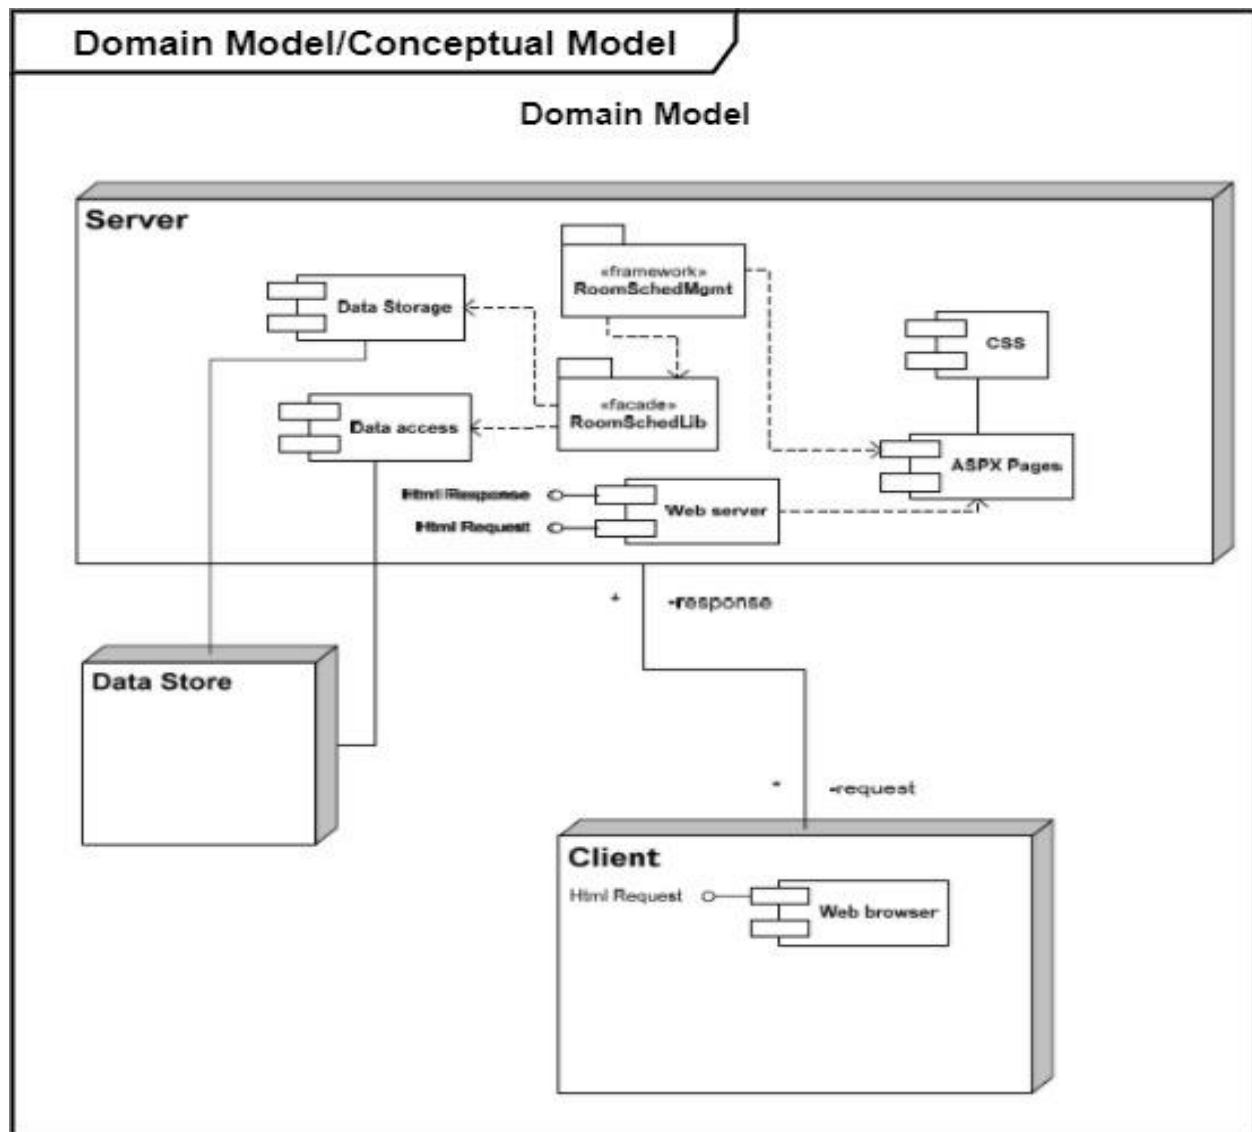 Domain Model/Conceptual Model
Domain Model
Server
«framework»
RoomSchedMgmt
Data Storage
CSS
«facade»
RoomSchedLib
Data access
ASPX Pages
Html Response
Web server
Html Request
* -response
Data Store
* -request
Client
Html Request
Web browser